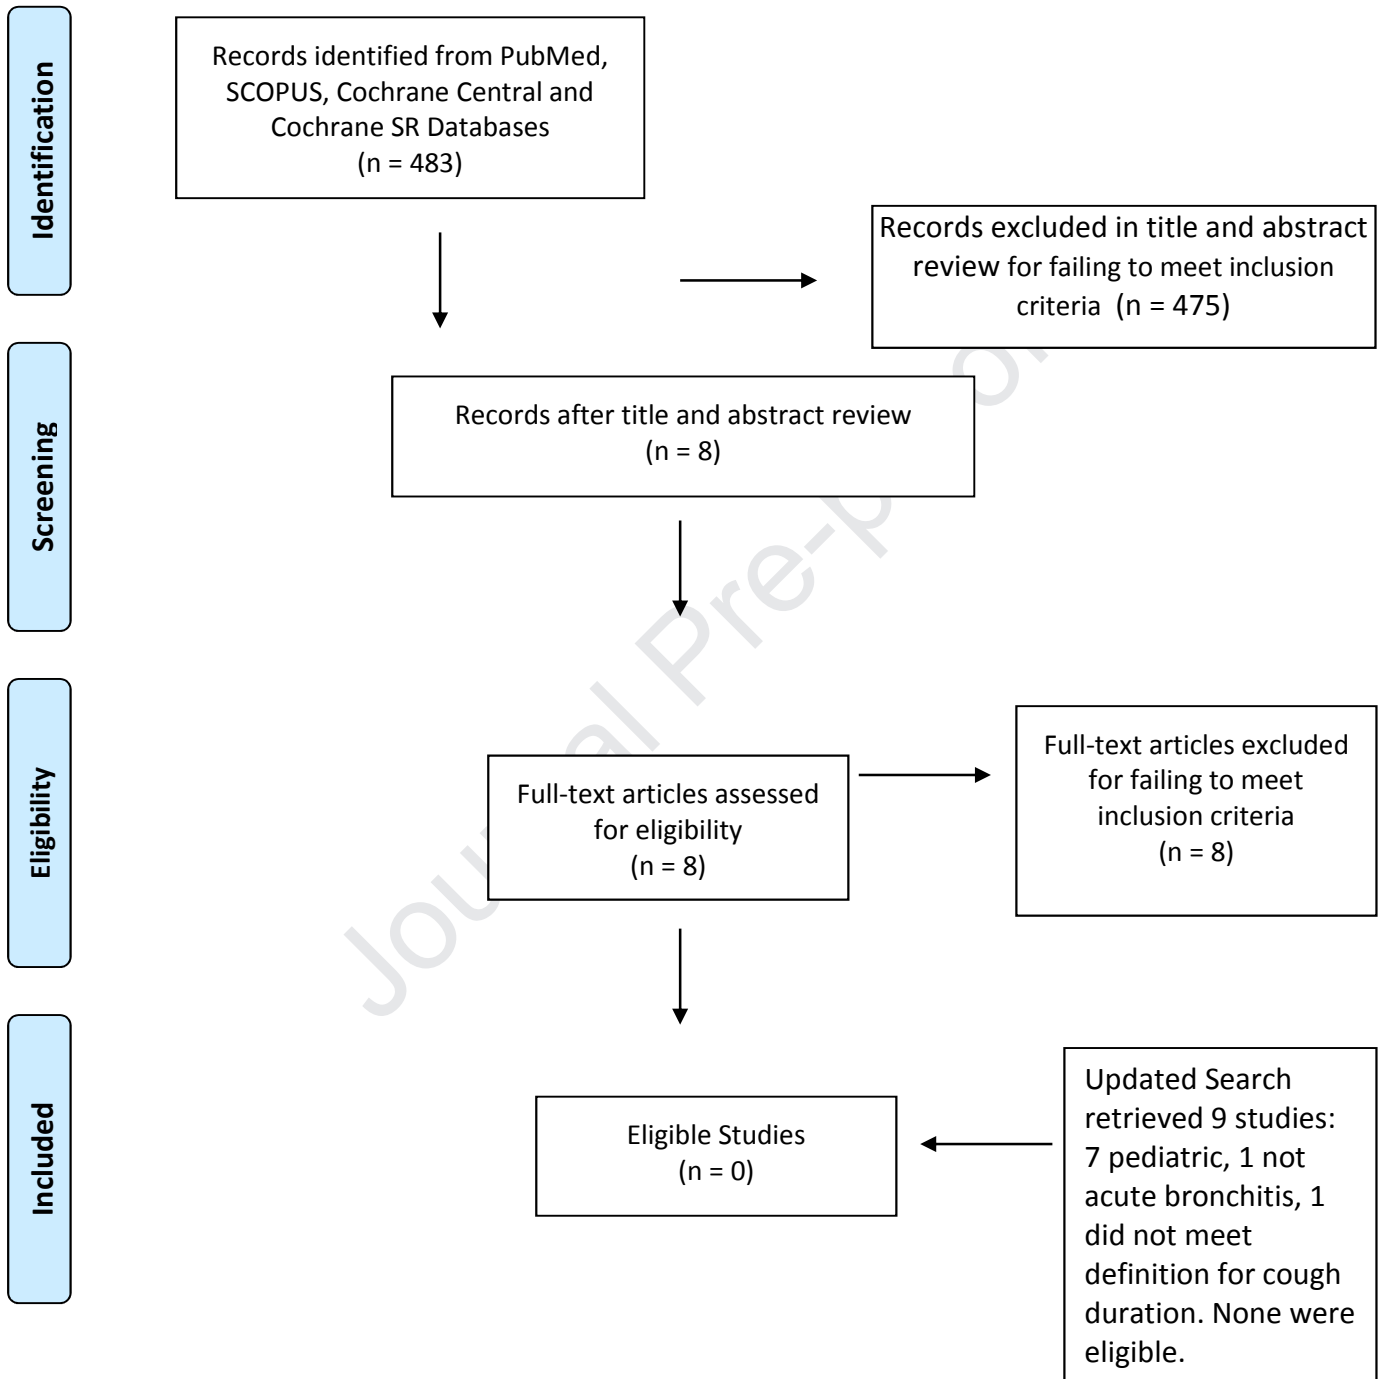 Identification
Records identified from PubMed,
SCOPUS, Cochrane Central and
Cochrane SR Databases
(n = 483)
Records excluded in title and abstract
review for failing to meet inclusion
criteria (n = 475)
Screening
Records after title and abstract review
(n = 8)
Eligibility
Full-text articles assessed
for eligibility
(n = 8)
Full-text articles excluded
for failing to meet
inclusion criteria
(n = 8)
Included
Eligible Studies
(n = 0)
Updated Search
retrieved 9 studies:
7 pediatric, 1 not
acute bronchitis, 1
did not meet
definition for cough
duration. None were
eligible.